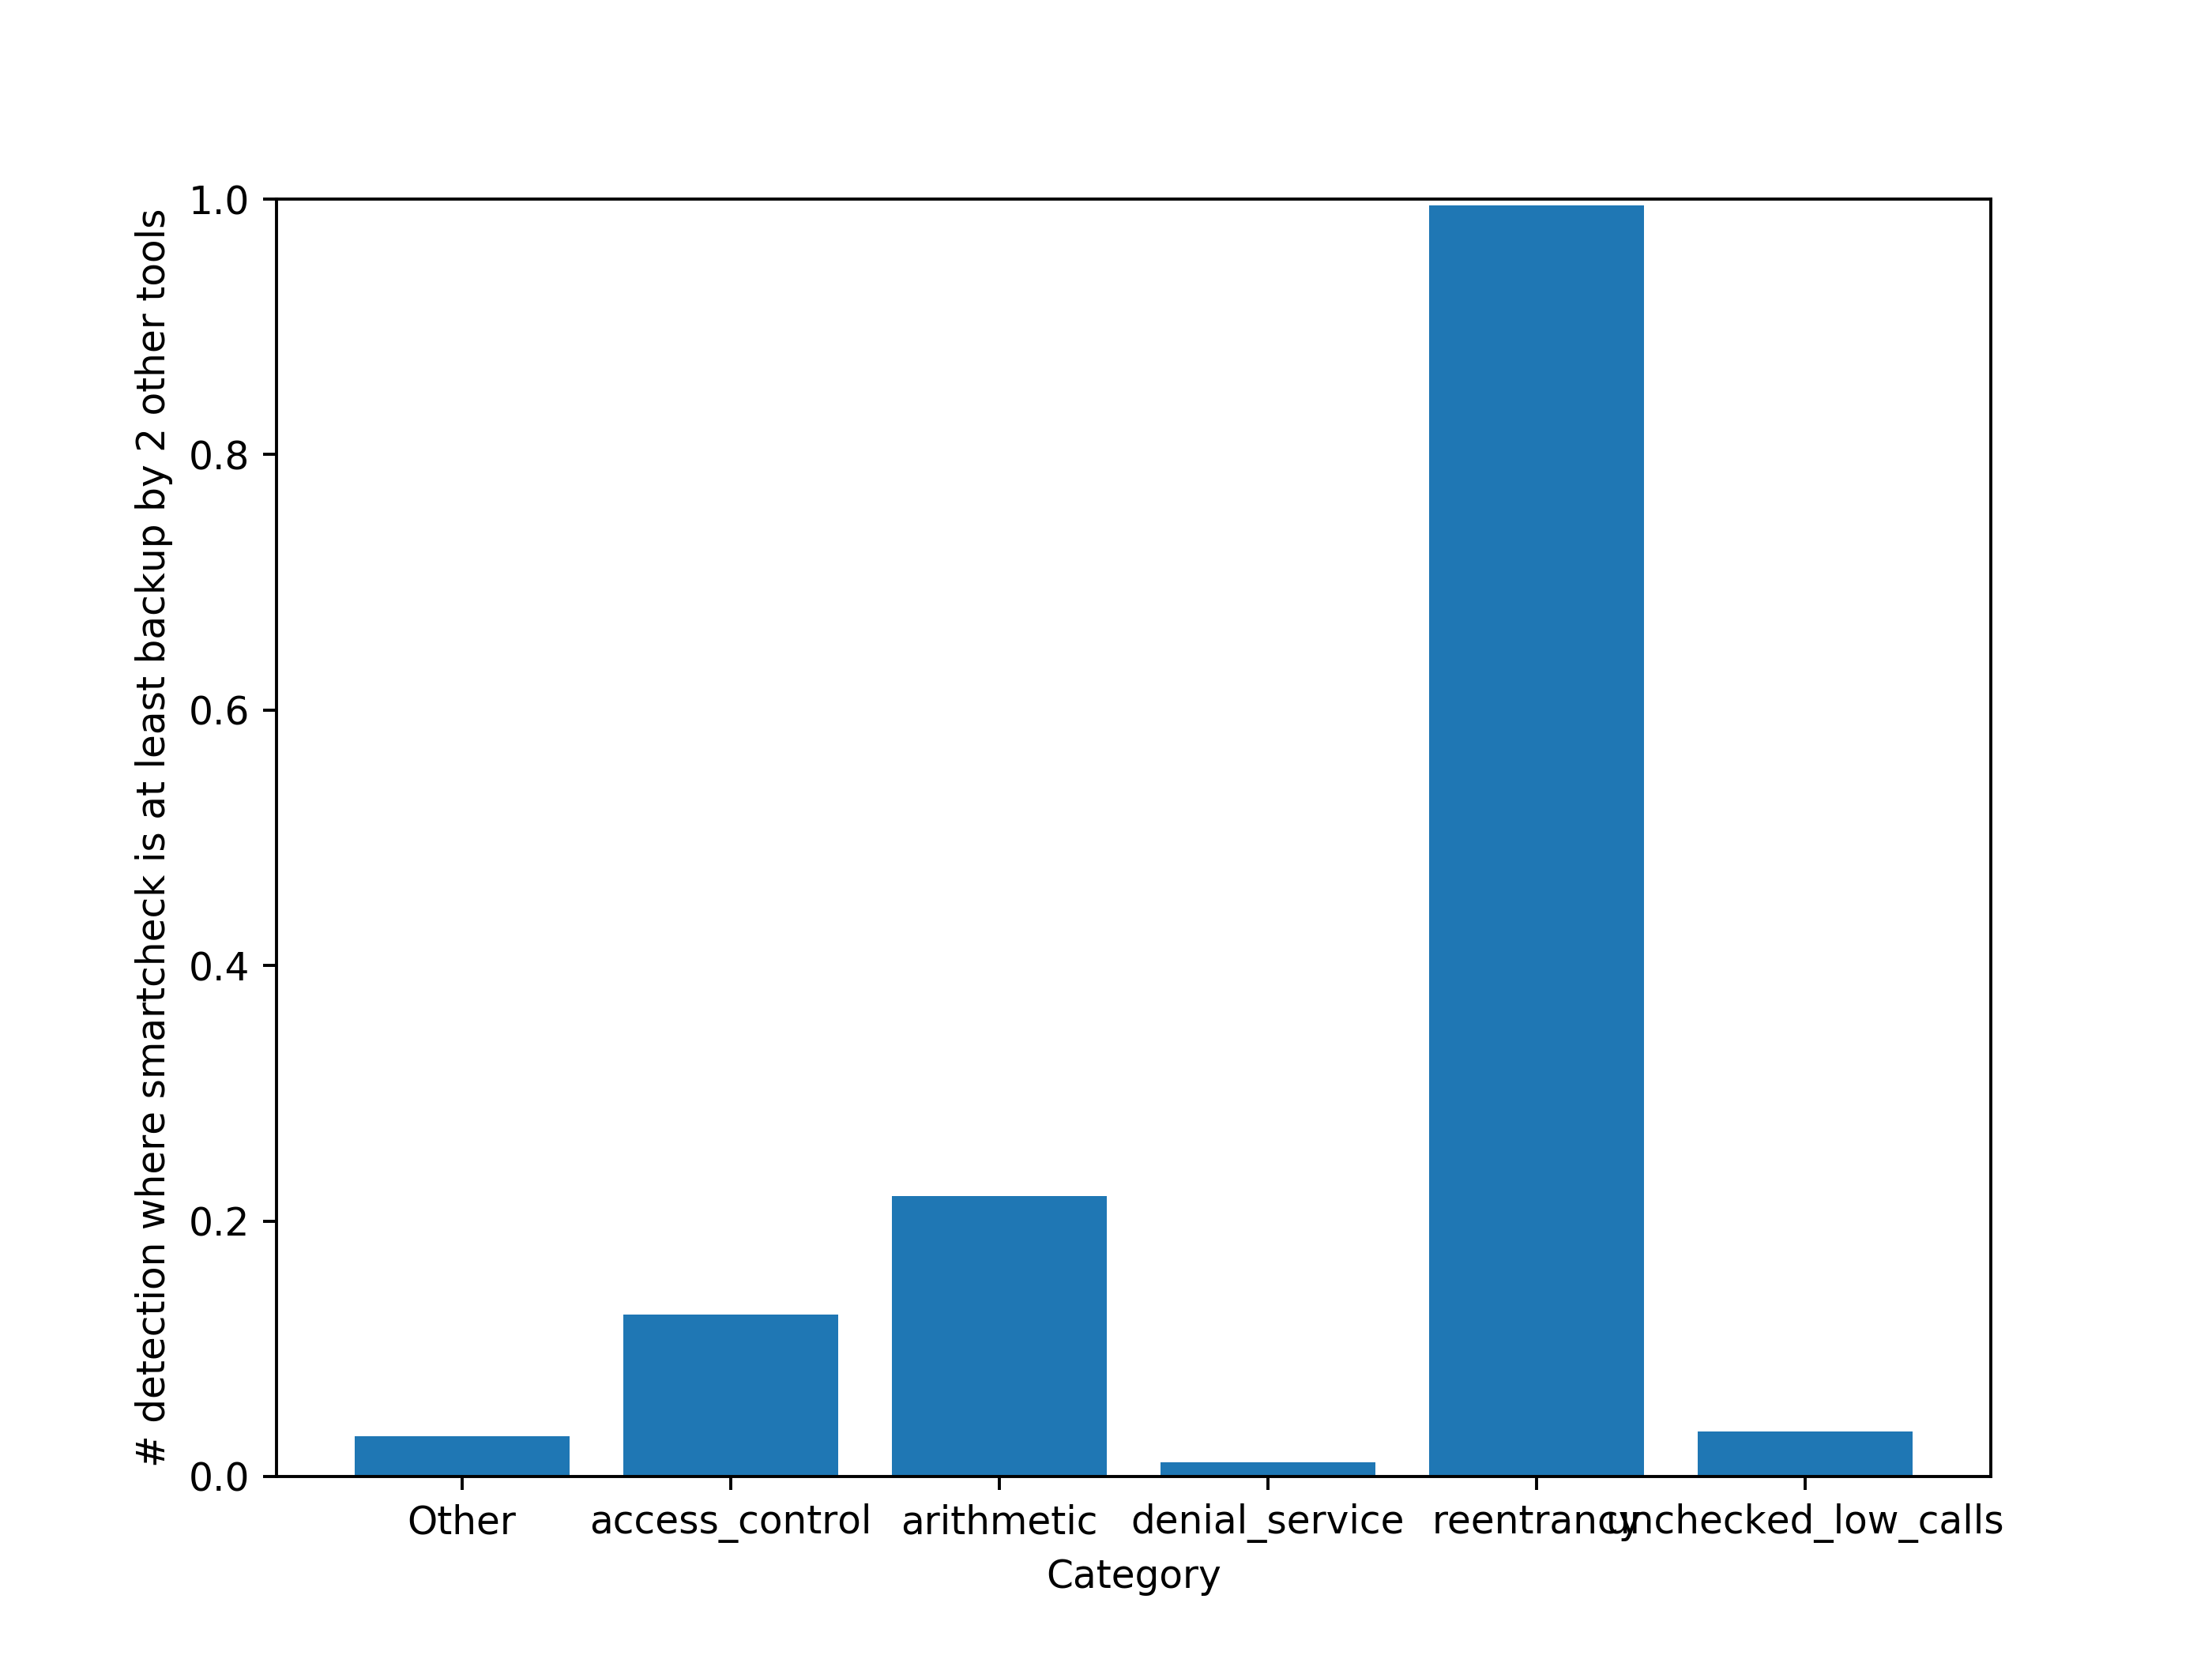 # detection where smartcheck is at least backup by 2 other tools
1.0
0.8
0.6
0.4
0.2
0.0
Other access_control arithmetic denial_service reentrancy unchecked_low_calls
Category